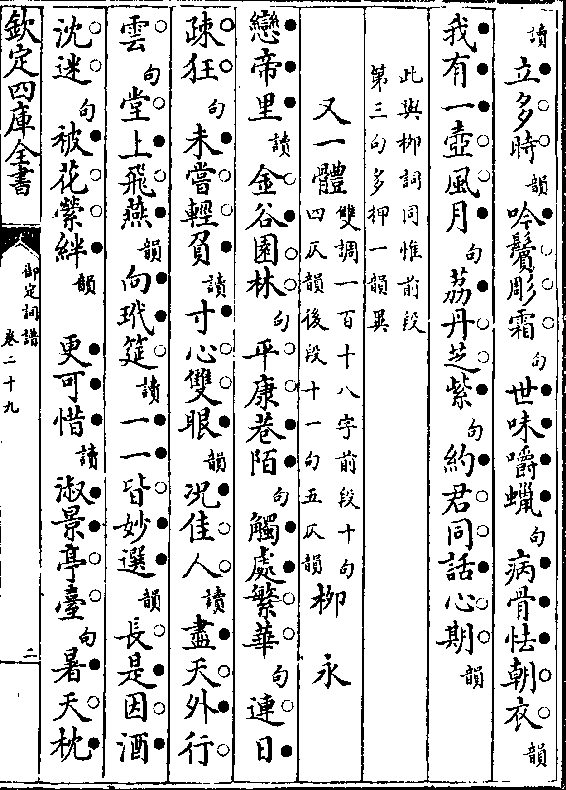 讀立多時韻吟鬢彫霜句世味嚼蠟句病骨怯朝衣韻
我有一壺風月句荔丹芝紫句約君同話心期韻
此與柳詞同惟前段
第三句多押一韻異
又一體雙調一百十八字前段十句
四仄韻後段十一句五仄韻柳永
戀帝里讀金谷園林句平康巷陌句觸處繁華句連日
疎狂句未嘗輕負讀寸心雙眼韻況佳人讀盡天外行
雲句堂上飛燕韻向玳筵讀一一皆妙選韻長是因酒
沈迷句被花縈絆韻更可惜讀淑景亭臺句暑天枕
欽定四庫全書
御定詞譜
卷二十九
二